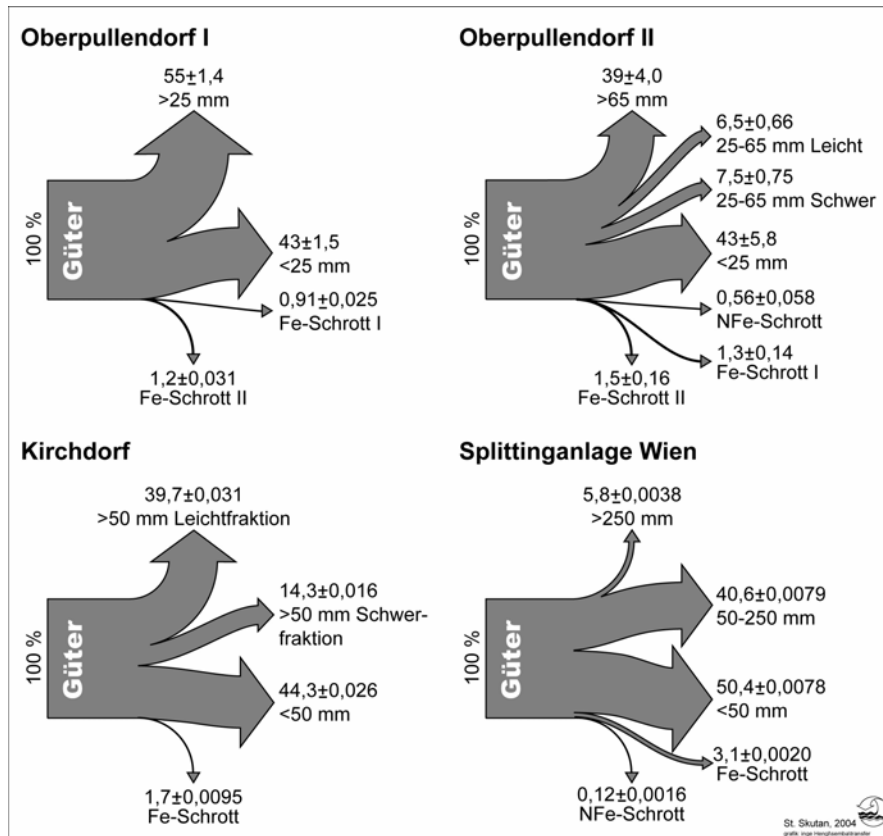 Oberpullendorf I
55±1,4
>25 mm
100 %
Güter
43±1,5
<25 mm
0,91±0,025
Fe-Schrott I
1,2±0,031
Fe-Schrott II
Oberpullendorf II
39±4,0
>65 mm
6,5±0,66
25-65 mm Leicht
7,5±0,75
25-65 mm Schwer
100 %
Güter
43±5,8
<25 mm
0,56±0,058
NFe-Schrott
1,3±0,14
Fe-Schrott I
1,5±0,16
Fe-Schrott II
Kirchdorf
39,7±0,031
>50 mm Leichtfraktion
14,3±0,016
>50 mm Schwer-
fraktion
100 %
Güter
44,3±0,026
<50 mm
1,7±0,0095
Fe-Schrott
Splittinganlage Wien
5,8±0,0038
>250 mm
40,6±0,0079
50-250 mm
100 %
Güter
50,4±0,0078
<50 mm
3,1±0,0020
Fe-Schrott
0,12±0,0016
NFe-Schrott
St. Skutan, 2004
grafik: inge